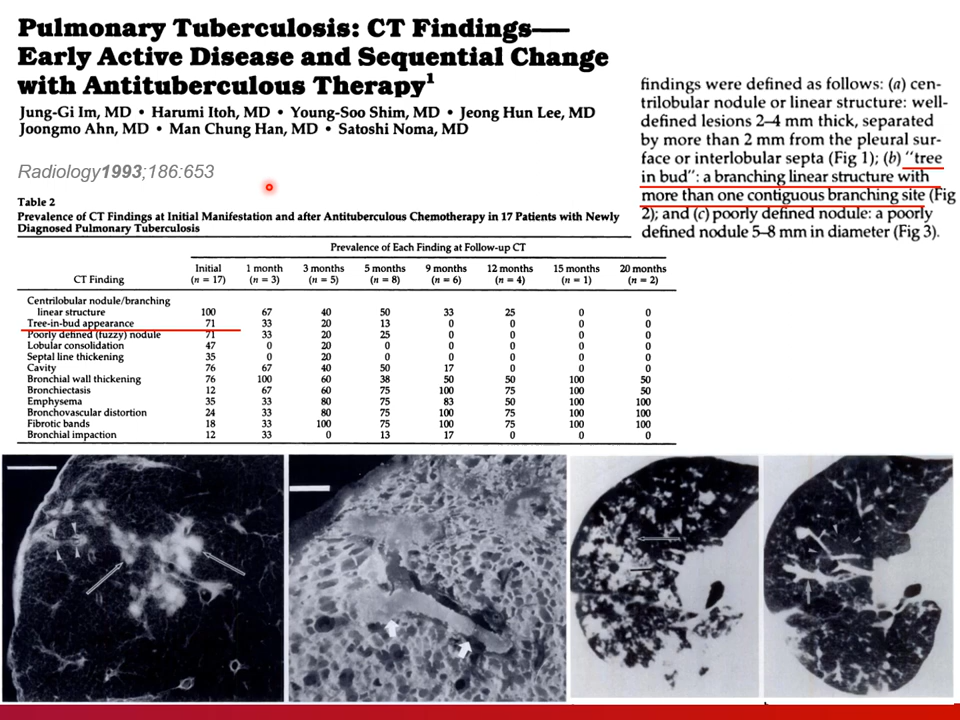 Pulmonary Tuberculosis: CT Findings—
Early Active Disease and Sequential Change
with Antituberculous Therapy¹
Jung-Gi Im, MD • Harumi Itoh, MD • Young-Soo Shim, MD • Jeong Hun Lee, MD
Joongmo Ahn, MD • Man Chung Han, MD • Satoshi Noma, MD
Radiology1993;186:653
findings were defined as follows: (a) cen-
trilobular nodule or linear structure: well-
defined lesions 2–4 mm thick, separated
by more than 2 mm from the pleural sur-
face or interlobular septa (Fig 1); (b) "tree
in bud": a branching linear structure with
more than one contiguous branching site (Fig
2); and (c) poorly defined nodule: a poorly
defined nodule 5–8 mm in diameter (Fig 3).
Table 2
Prevalence of CT Findings at Initial Manifestation and after Antituberculous Chemotherapy in 17 Patients with Newly
Diagnosed Pulmonary Tuberculosis
Prevalence of Each Finding at Follow-up CT
Initial 1 month 3 months 5 months 9 months 12 months 15 months 20 months
CT Finding (n = 17) (n = 3) (n = 5) (n = 8) (n = 6) (n = 4) (n = 1) (n = 2)
Centrilobular nodule/branching
linear structure 100 67 40 50 33 25 0 0
Tree-in-bud appearance 71 33 20 13 0 0 0 0
Poorly defined (fuzzy) nodule 71 33 20 25 0 0 0 0
Lobular consolidation 47 0 20 0 0 0 0 0
Septal line thickening 35 0 20 0 0 0 0 0
Cavity 76 67 40 50 17 0 0 0
Bronchial wall thickening 76 100 60 38 50 50 100 50
Bronchiectasis 12 67 60 75 100 75 100 50
Emphysema 35 33 80 75 83 50 100 100
Bronchovascular distortion 24 33 80 75 100 75 100 100
Fibrotic bands 18 33 100 75 100 75 100 100
Bronchial impaction 12 33 0 13 17 0 0 0